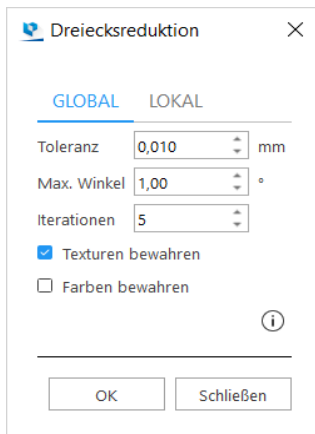 Dreiecksreduktion
GLOBAL LOKAL
Toleranz 0,010 mm
Max. Winkel 1,00 °
Iterationen 5
Texturen bewahren
Farben bewahren
OK Schließen